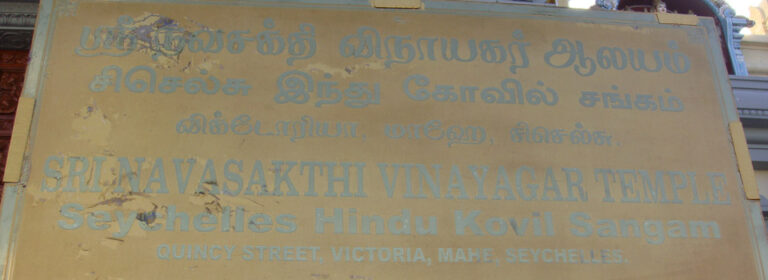 ஸ்ரீ நவசக்தி விநாயகர் ஆலயம்
சிசெல்சு இந்து கோவில் சங்கம்
விக்டோறியா, மாஹே, சிசெல்சு.
SRI NAVASAKTHI VINAYAGAR TEMPLE
Seychelles Hindu Kovil Sangam
QUINCY STREET, VICTORIA, MAHE, SEYCHELLES.